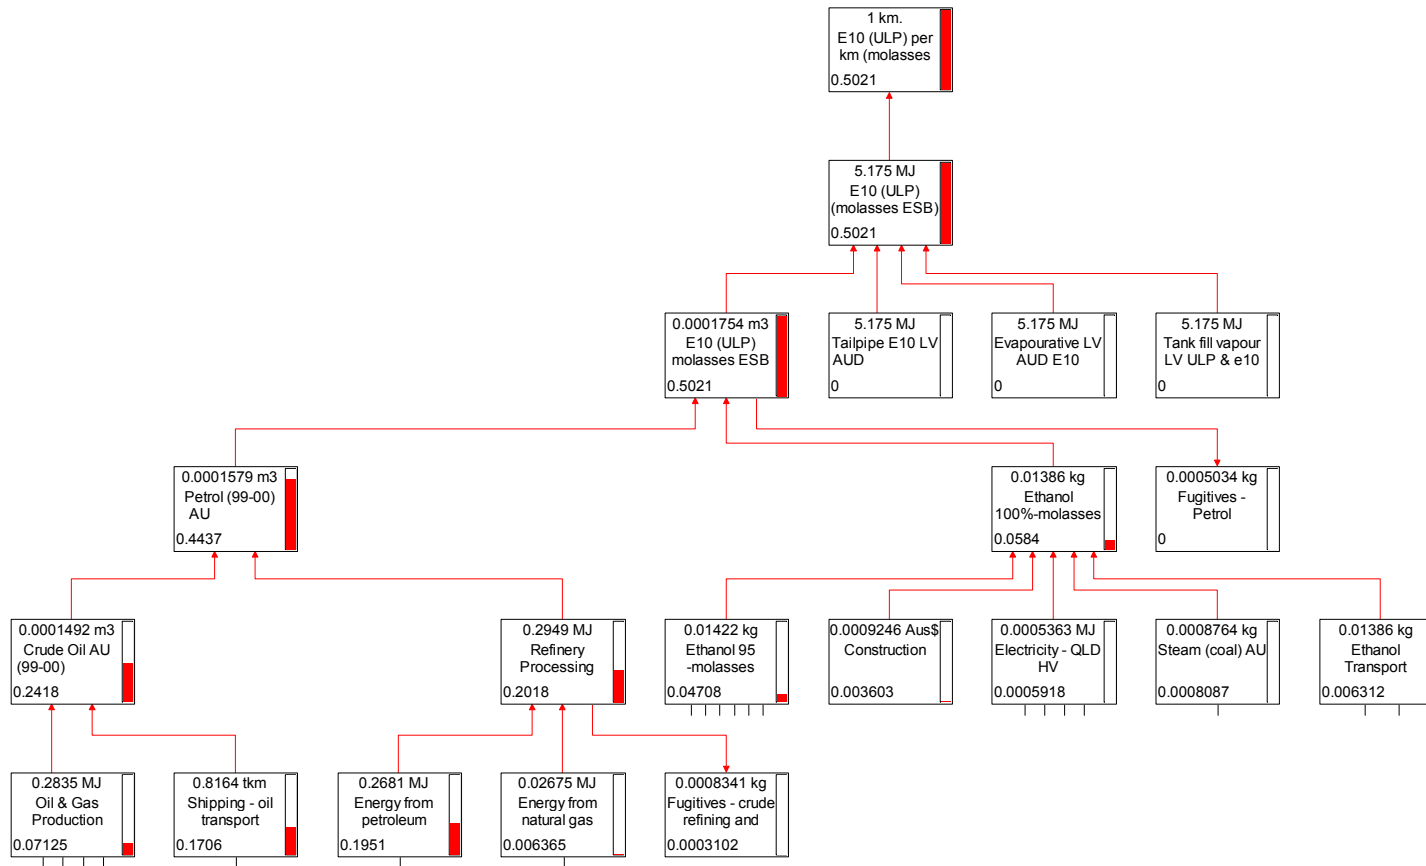 1 km.
E10 (ULP) per
km (molasses
0.5021
5.175 MJ
E10 (ULP)
(molasses ESB)
0.5021
0.0001754 m3
E10 (ULP)
molasses ESB
0.5021
5.175 MJ
Tailpipe E10 LV
AUD
0
5.175 MJ
Evapourative LV
AUD E10
0
5.175 MJ
Tank fill vapour
LV ULP & e10
0
0.0001579 m3
Petrol (99-00)
AU
0.4437
0.01386 kg
Ethanol
100%-molasses
0.0584
0.0005034 kg
Fugitives -
Petrol
0
0.0001492 m3
Crude Oil AU
(99-00)
0.2418
0.2949 MJ
Refinery
Processing
0.2018
0.01422 kg
Ethanol 95
-molasses
0.04708
0.0009246 Aus$
Construction
0.003603
0.0005363 MJ
Electricity - QLD
HV
0.0005918
0.0008764 kg
Steam (coal) AU
0.0008087
0.01386 kg
Ethanol
Transport
0.006312
0.2835 MJ
Oil & Gas
Production
0.07125
0.8164 tkm
Shipping - oil
transport
0.1706
0.2681 MJ
Energy from
petroleum
0.1951
0.02675 MJ
Energy from
natural gas
0.006365
0.0008341 kg
Fugitives - crude
refining and
0.0003102